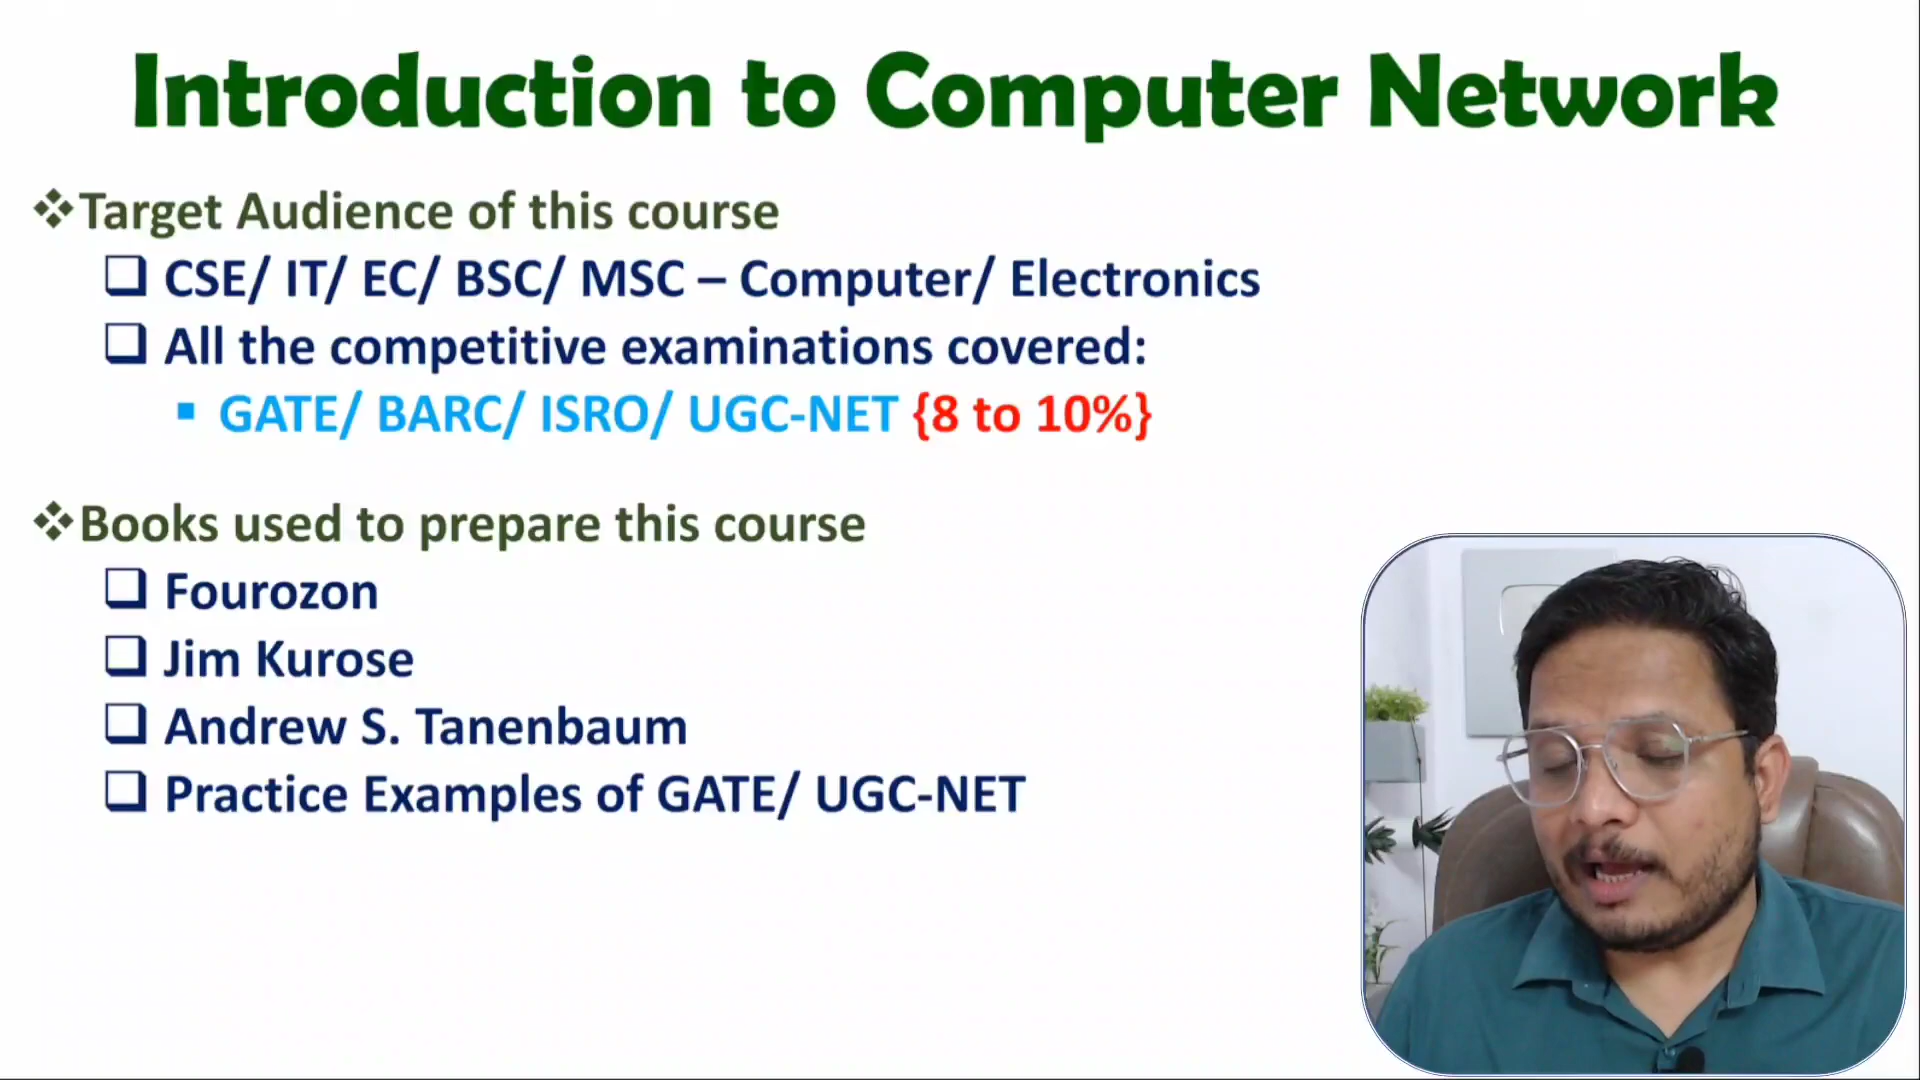 Introduction to Computer Network
Target Audience of this course
CSE/ IT/ EC/ BSC/ MSC – Computer/ Electronics
All the competitive examinations covered:
GATE/ BARC/ ISRO/ UGC-NET {8 to 10%}
Books used to prepare this course
Fourozon
Jim Kurose
Andrew S. Tanenbaum
Practice Examples of GATE/ UGC-NET